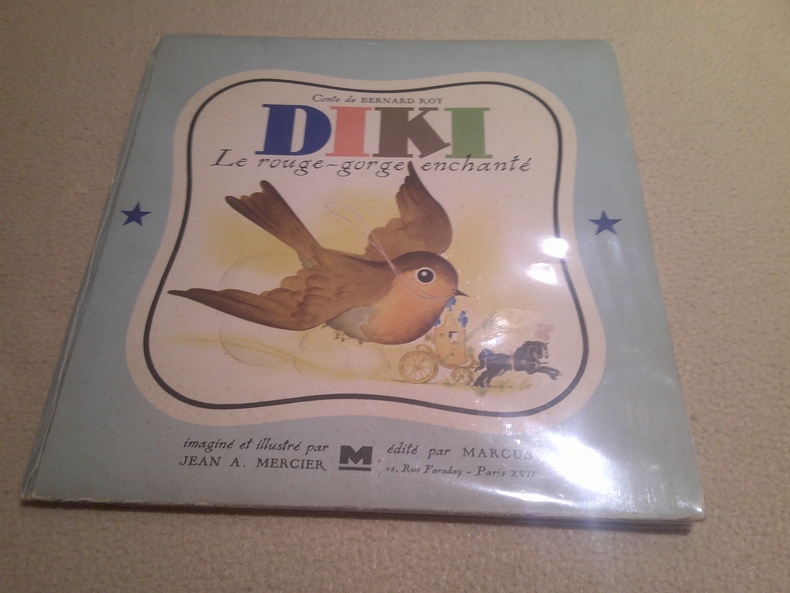 Conte de BERNARD ROY
DIKI
Le rouge-gorge enchanté
imaginé et illustré par
JEAN A. MERCIER
M
édité par MARCUS
Rue Faraday - Paris XVII